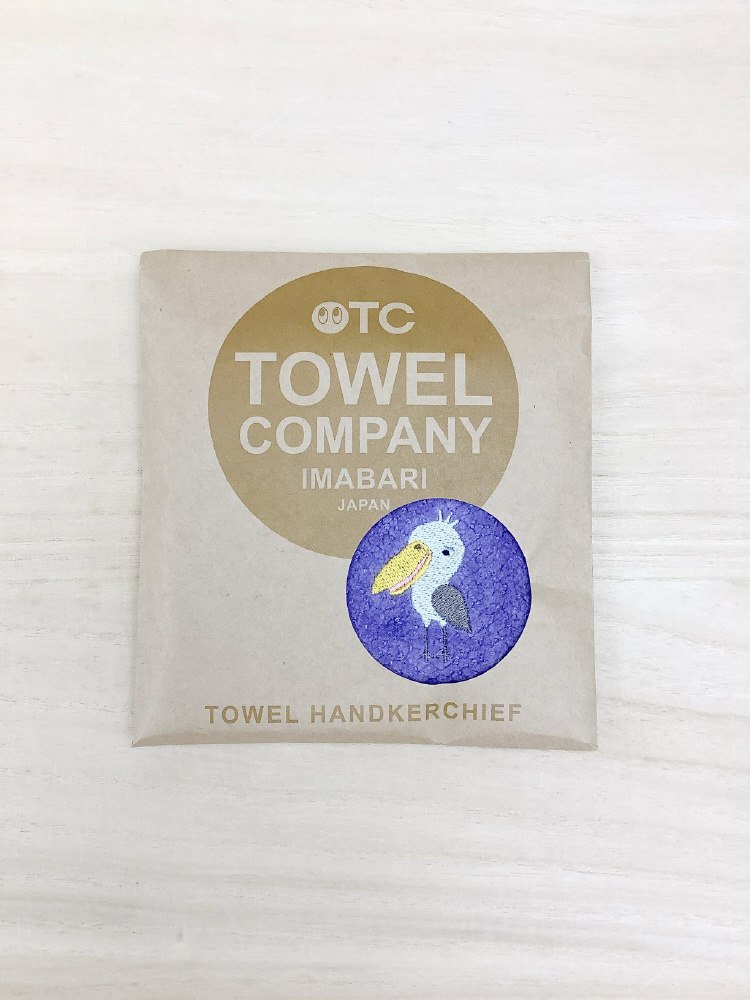 OTC
TOWEL
COMPANY
IMABARI
JAPAN
TOWEL HANDKERCHIEF